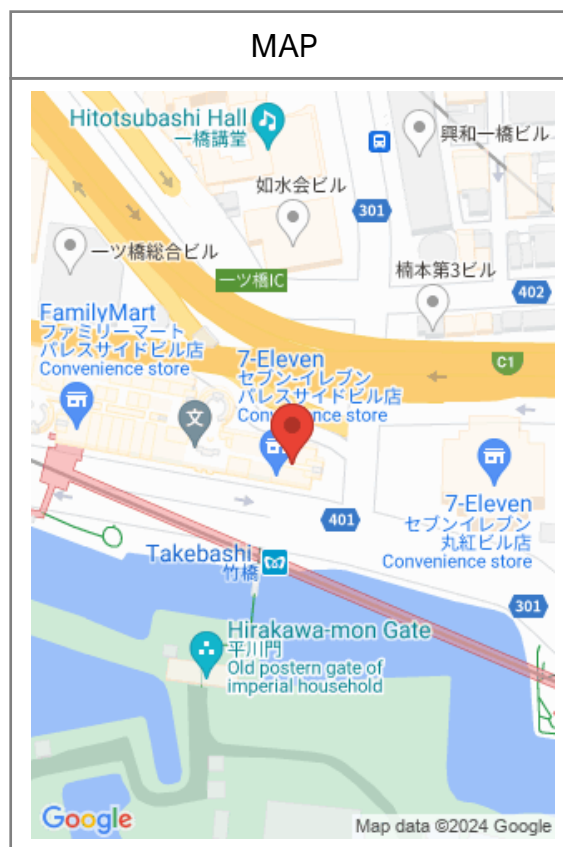 MAP
Hitotsubashi Hall
一橋講堂
興和一橋ビル
如水会ビル
301
一ツ橋総合ビル
一ツ橋IC
楠本第3ビル
402
FamilyMart
ファミリーマート
パレスサイドビル店
Convenience store
7-Eleven
セブン-イレブン
パレスサイドビル店
C1
文
7-Eleven
セブンイレブン
丸紅ビル店
Convenience store
401
Takebashi
竹橋
301
Hirakawa-mon Gate
平川門
Old postern gate of
imperial household
Google
Map data ©2024 Google